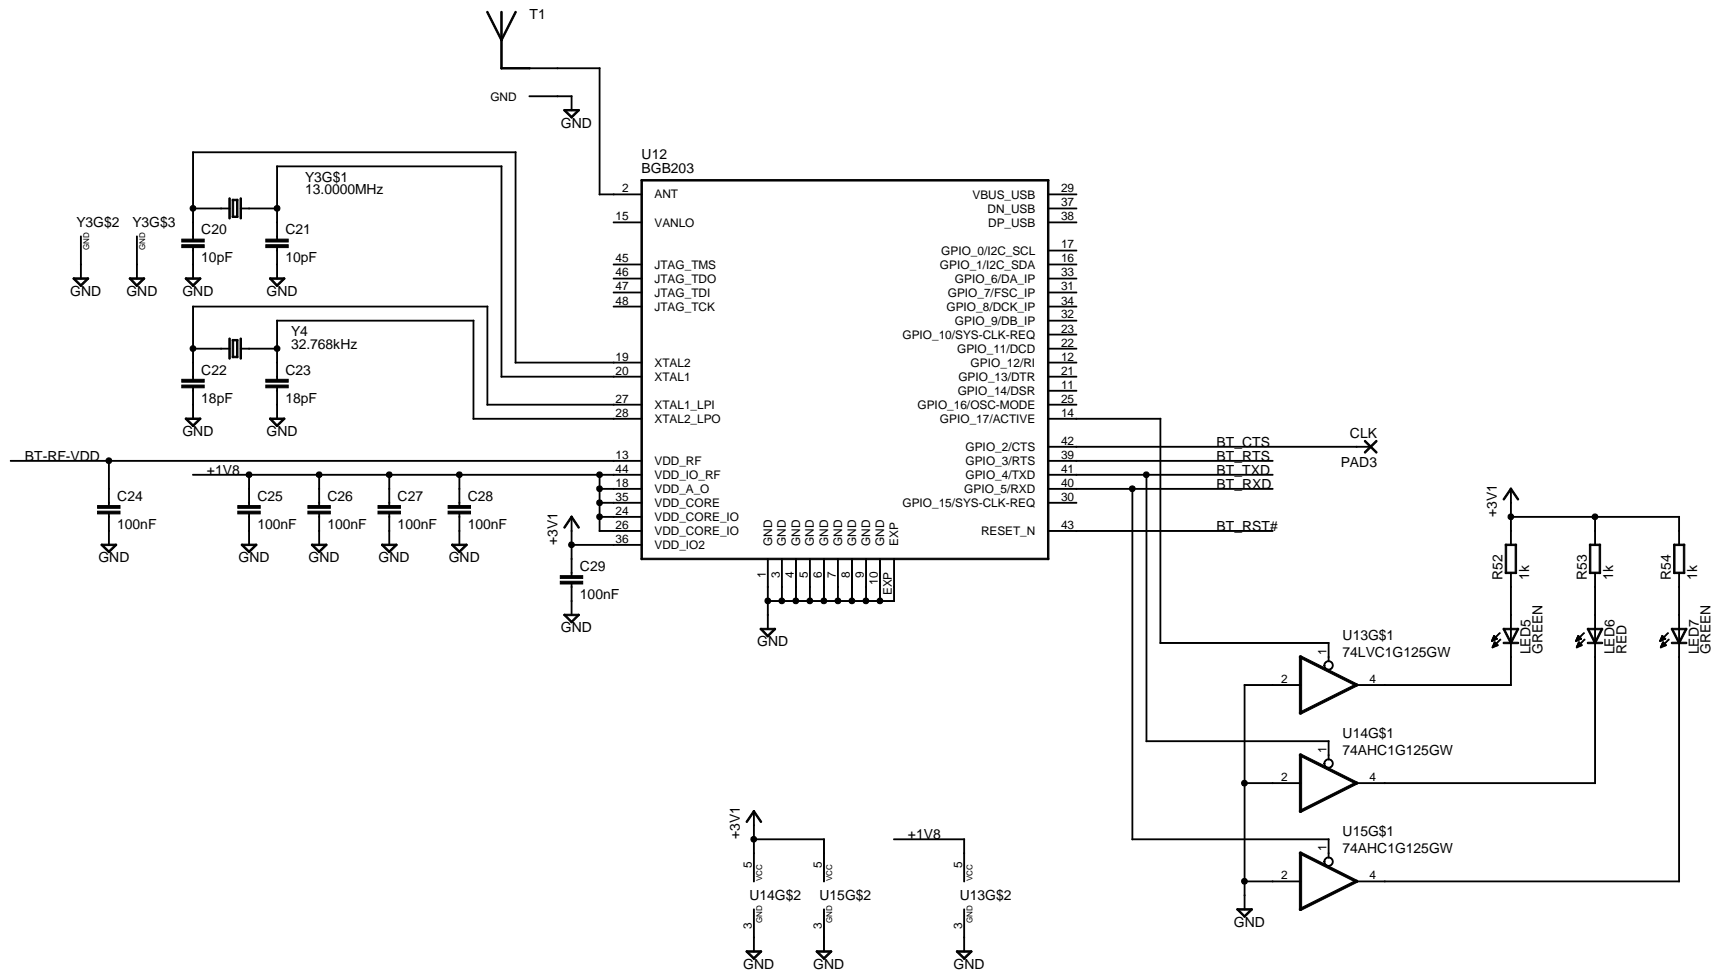 T1
GND
GND
U12
BGB203
Y3G$1
13.0000MHz
Y3G$2
Y3G$3
GND
GND
C20
C21
10pF
10pF
GND
GND
GND
GND
Y4
32.768kHz
C22
C23
18pF
18pF
GND
GND
2 ANT
15 VANLO
45 JTAG_TMS
46 JTAG_TDO
47 JTAG_TDI
48 JTAG_TCK
19 XTAL2
20 XTAL1
27 XTAL1_LPI
28 XTAL2_LPO
13 VDD_RF
44 VDD_IO_RF
18 VDD_A_O
35 VDD_CORE
24 VDD_CORE_IO
26 VDD_CORE_IO
36 VDD_IO2
VBUS_USB 29
DN_USB 37
DP_USB 38
GPIO_0/I2C_SCL 17
GPIO_1/I2C_SDA 16
GPIO_6/DA_IP 33
GPIO_7/FSC_IP 31
GPIO_8/DCK_IP 34
GPIO_9/DB_IP 32
GPIO_10/SYS-CLK-REQ 23
GPIO_11/DCD 22
GPIO_12/RI 12
GPIO_13/DTR 21
GPIO_14/DSR 11
GPIO_16/OSC-MODE 25
GPIO_17/ACTIVE 14
GPIO_2/CTS 42
GPIO_3/RTS 39
GPIO_4/TXD 41
GPIO_5/RXD 40
GPIO_15/SYS-CLK-REQ 30
RESET_N 43
GND GND GND GND GND GND GND GND GND EXP
1 3 4 5 6 7 8 9 10 EXP
GND
BT_CTS
BT_RTS
BT_TXD
BT_RXD
BT_RST#
CLK
PAD3
BT-RF-VDD
+1V8
C24
C25
C26
C27
C28
100nF
100nF
100nF
100nF
100nF
GND
GND
GND
GND
GND
+3V1
C29
100nF
GND
+3V1
R52
1k
R53
1k
R54
1k
LED5
GREEN
LED6
RED
LED7
GREEN
U13G$1
74LVC1G125GW
1
2
4
U14G$1
74AHC1G125GW
1
2
4
U15G$1
74AHC1G125GW
1
2
4
GND
+3V1
+1V8
5 VCC
5 VCC
5 VCC
U14G$2
U15G$2
U13G$2
3 GND
3 GND
3 GND
GND
GND
GND